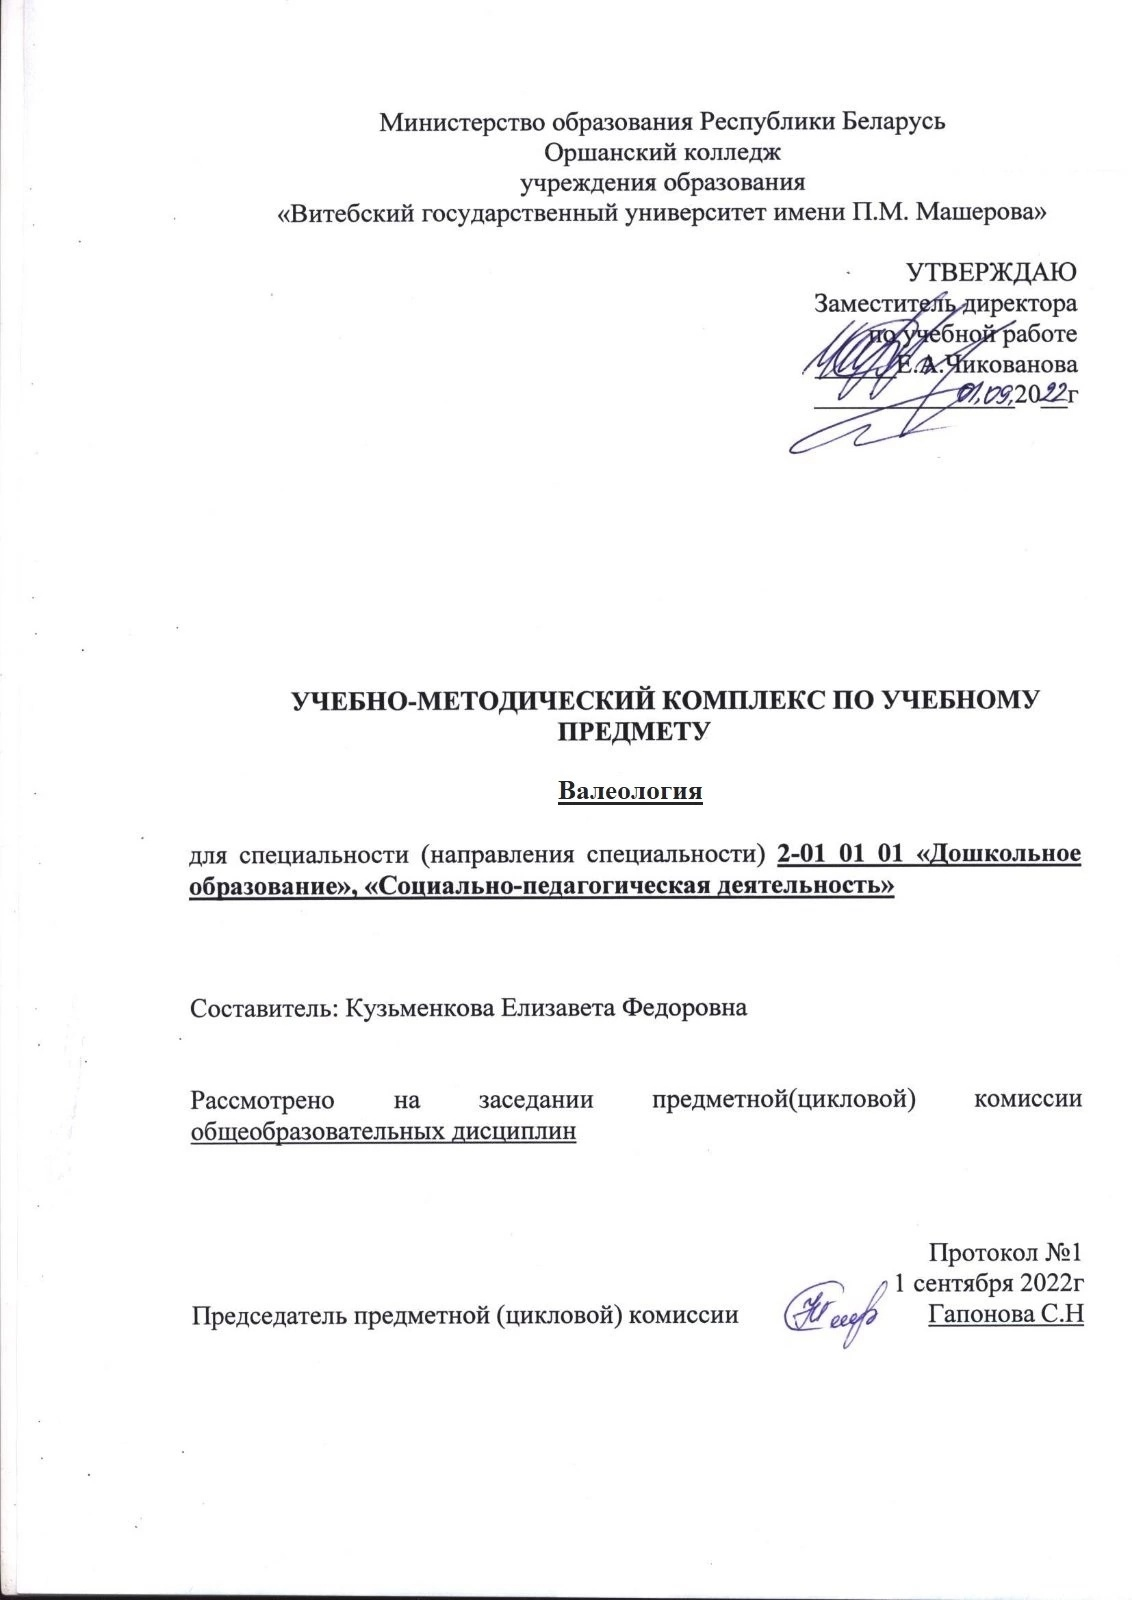 Министерство образования Республики Беларусь
Оршанский колледж
учреждения образования
«Витебский государственный университет имени П.М. Машерова»
УТВЕРЖДАЮ
Заместитель директора
по учебной работе
Е.А.Чикованова
01.09.2022г
УЧЕБНО-МЕТОДИЧЕСКИЙ КОМПЛЕКС ПО УЧЕБНОМУ
ПРЕДМЕТУ
Валеология
для специальности (направления специальности) 2-01 01 01 «Дошкольное
образование», «Социально-педагогическая деятельность»
Составитель: Кузьменкова Елизавета Федоровна
Рассмотрено на заседании предметной(цикловой) комиссии
общеобразовательных дисциплин
Протокол №1
1 сентября 2022г
Председатель предметной (цикловой) комиссии Гапонова С.Н